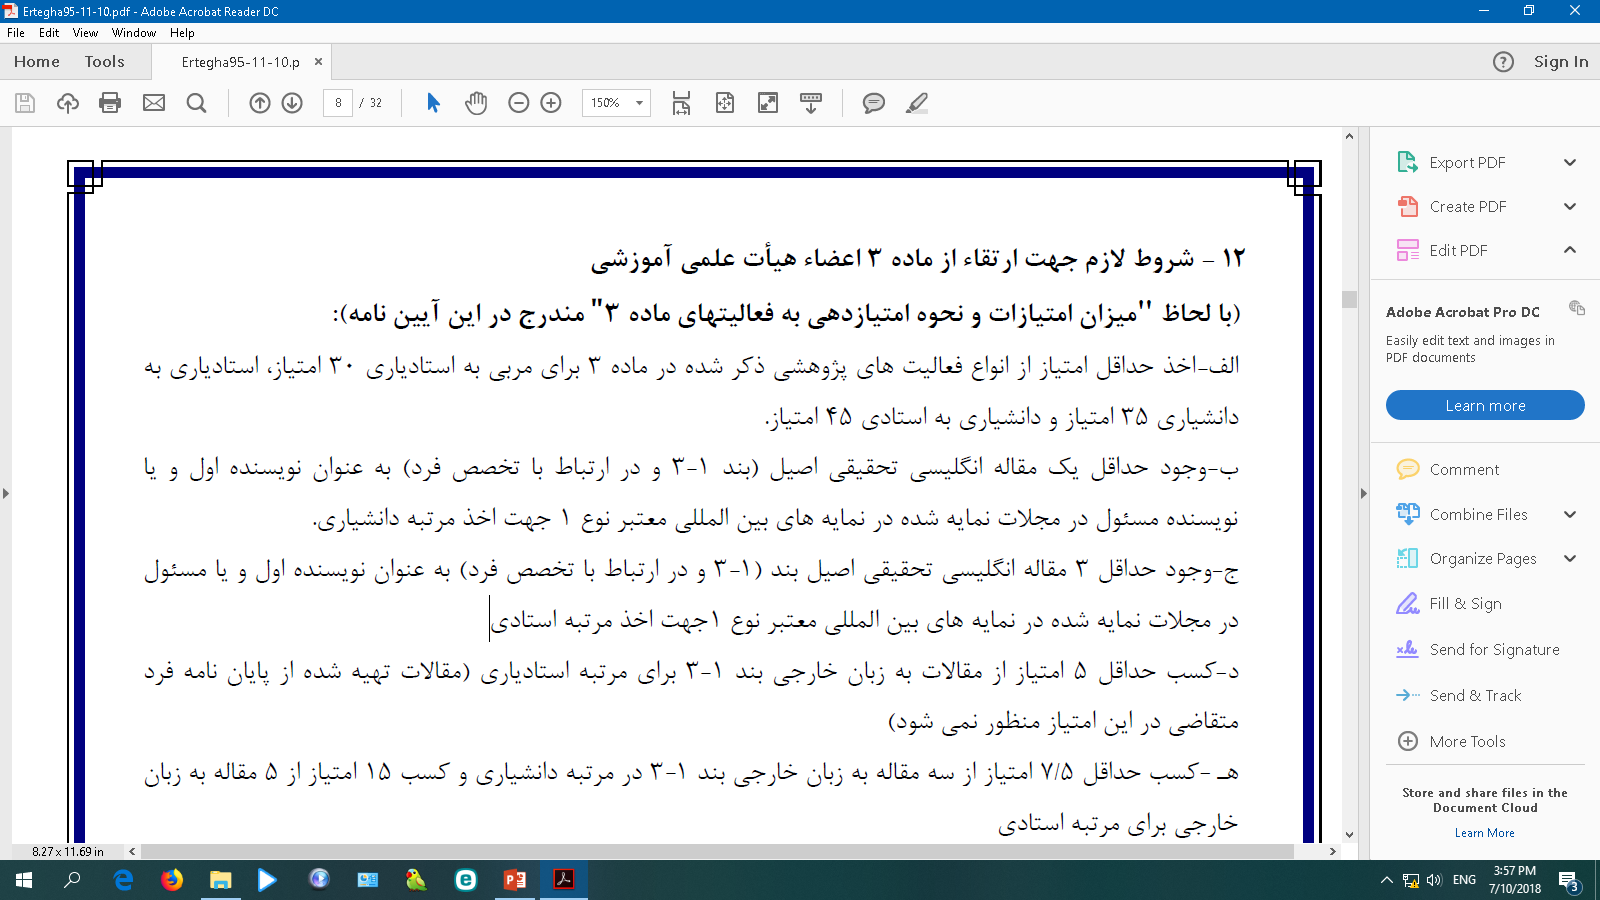 Ertegha95-11-10.pdf - Adobe Acrobat Reader DC
File Edit View Window Help
Home Tools Ertegha95-11-10.p × ? Sign In
8 / 32 150%
۱۲ – شروط لازم جهت ارتقاء از ماده ۳ اعضاء هیأت علمی آموزشی
(با لحاظ "میزان امتیازات و نحوه امتیازدهی به فعالیتهای ماده ۳" مندرج در این آیین نامه):
الف-اخذ حداقل امتیاز از انواع فعالیت های پژوهشی ذکر شده در ماده ۳ برای مربی به استادیاری ۳۰ امتیاز، استادیاری به
دانشیاری ۳۵ امتیاز و دانشیاری به استادی ۴۵ امتیاز.
ب-وجود حداقل یک مقاله انگلیسی تحقیقی اصیل (بند ۱-۳ و در ارتباط با تخصص فرد) به عنوان نویسنده اول و یا
نویسنده مسئول در مجلات نمایه شده در نمایه های بین المللی معتبر نوع ۱ جهت اخذ مرتبه دانشیاری.
ج-وجود حداقل ۳ مقاله انگلیسی تحقیقی اصیل بند (۱-۳ و در ارتباط با تخصص فرد) به عنوان نویسنده اول و یا مسئول
در مجلات نمایه شده در نمایه های بین المللی معتبر نوع ۱جهت اخذ مرتبه استادی
د-کسب حداقل ۵ امتیاز از مقالات به زبان خارجی بند ۱-۳ برای مرتبه استادیاری (مقالات تهیه شده از پایان نامه فرد
متقاضی در این امتیاز منظور نمی شود)
هـ -کسب حداقل ۷/۵ امتیاز از سه مقاله به زبان خارجی بند ۱-۳ در مرتبه دانشیاری و کسب ۱۵ امتیاز از ۵ مقاله به زبان
خارجی برای مرتبه استادی
8.27 x 11.69 in
Export PDF
Create PDF
Edit PDF
Adobe Acrobat Pro DC
Easily edit text and images in
PDF documents
Learn more
Comment
Combine Files
Organize Pages
Fill & Sign
Send for Signature
Send & Track
More Tools
Store and share files in the
Document Cloud
Learn More
ENG
3:57 PM
7/10/2018
3